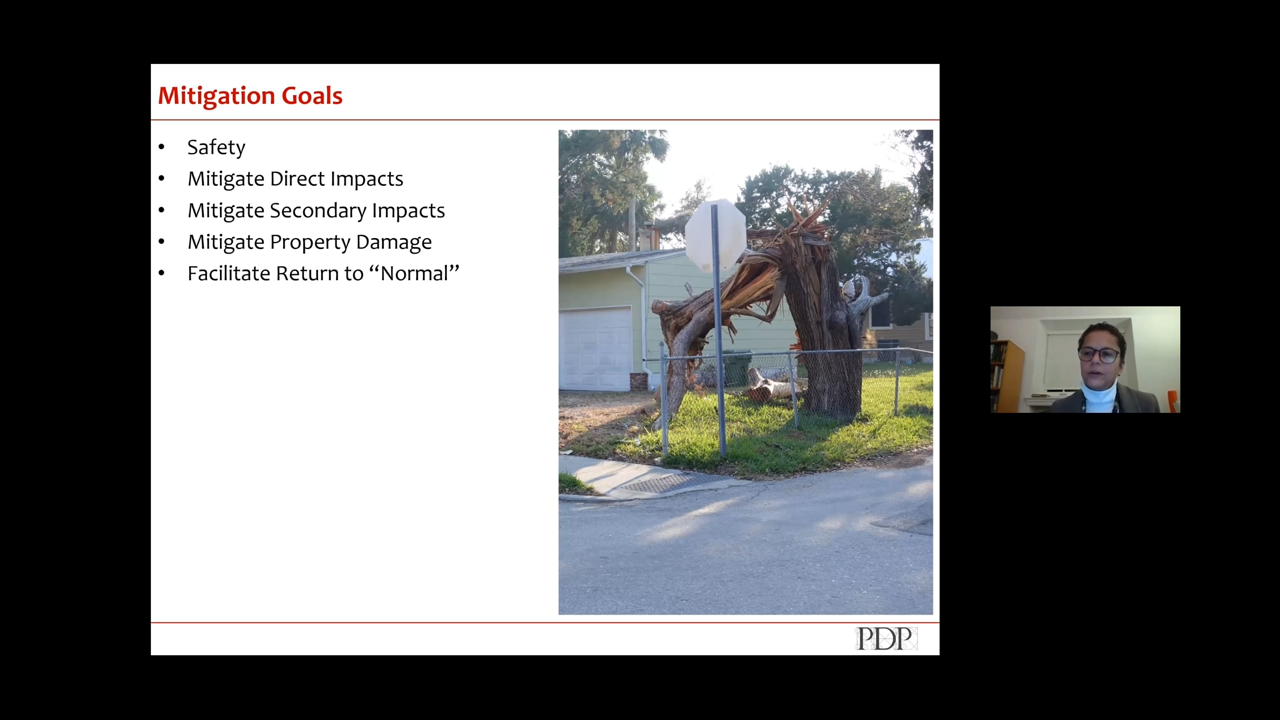 Mitigation Goals
• Safety
• Mitigate Direct Impacts
• Mitigate Secondary Impacts
• Mitigate Property Damage
• Facilitate Return to “Normal”
PDP